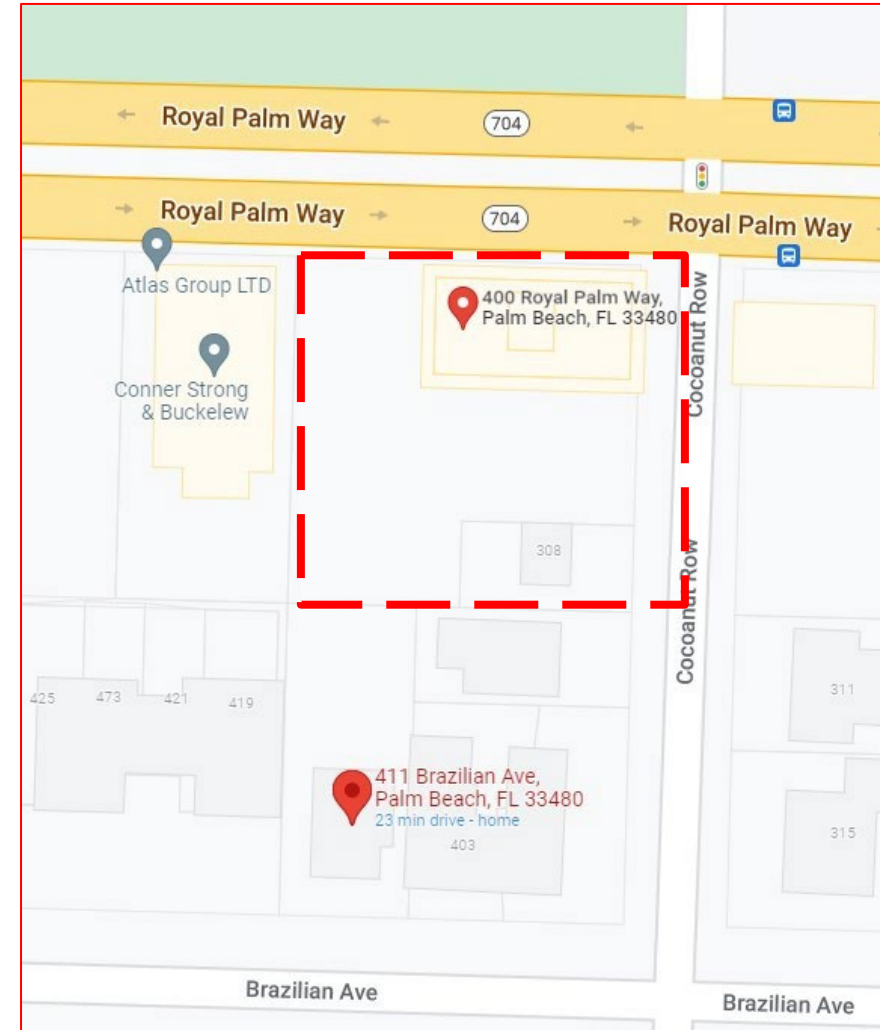 Royal Palm Way
704
Royal Palm Way
704
Royal Palm Way
Atlas Group LTD
400 Royal Palm Way,
Palm Beach, FL 33480
Cocoanut Row
Conner Strong
& Buckelew
308
Cocoanut Row
425
473
421
419
311
411 Brazilian Ave,
Palm Beach, FL 33480
23 min drive - home
403
315
Brazilian Ave
Brazilian Ave